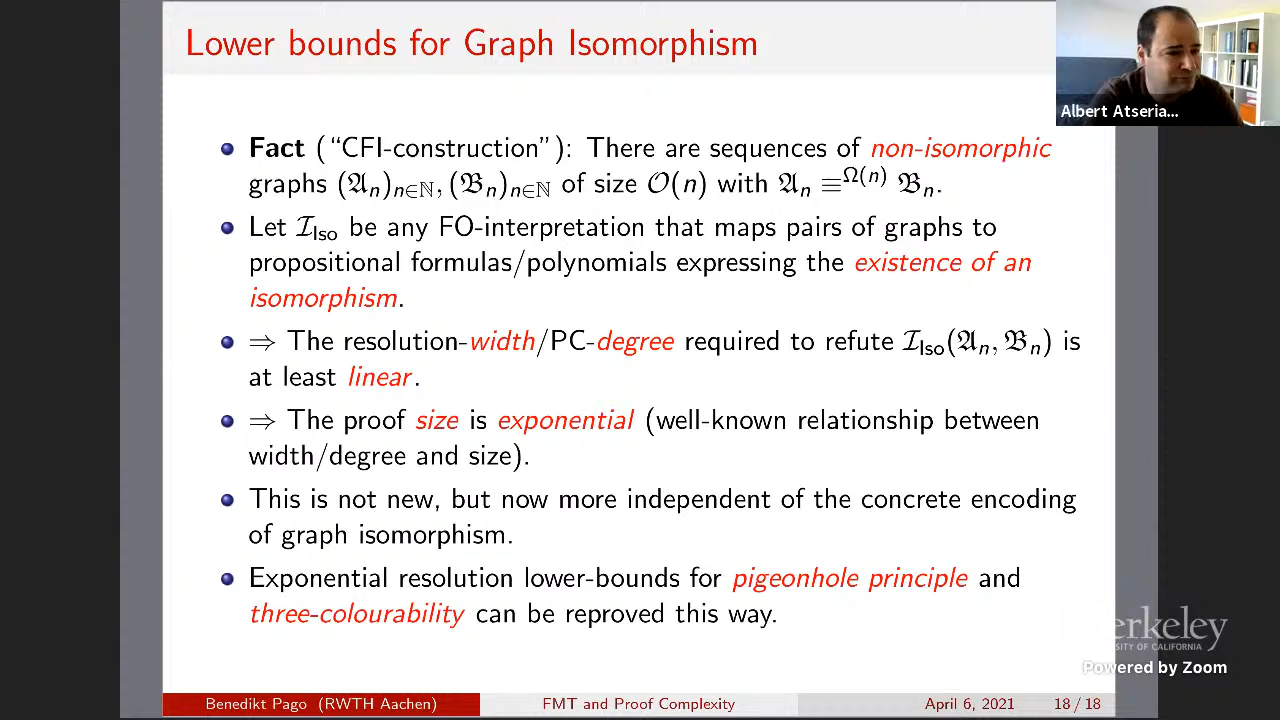 Lower bounds for Graph Isomorphism
Albert Atseria...
Fact (“CFI-construction”): There are sequences of non-isomorphic
graphs (𝔄ₙ)ₙ∈ℕ, (𝔅ₙ)ₙ∈ℕ of size 𝒪(n) with 𝔄ₙ ≡^Ω(n) 𝔅ₙ.
Let ℐ_Iso be any FO-interpretation that maps pairs of graphs to
propositional formulas/polynomials expressing the existence of an
isomorphism.
⇒ The resolution-width/PC-degree required to refute ℐ_Iso(𝔄ₙ, 𝔅ₙ) is
at least linear.
⇒ The proof size is exponential (well-known relationship between
width/degree and size).
This is not new, but now more independent of the concrete encoding
of graph isomorphism.
Exponential resolution lower-bounds for pigeonhole principle and
three-colourability can be reproved this way.
erkeley
SITY OF CALIFORNIA
Powered by Zoom
Benedikt Pago (RWTH Aachen)
FMT and Proof Complexity
April 6, 2021
18 / 18